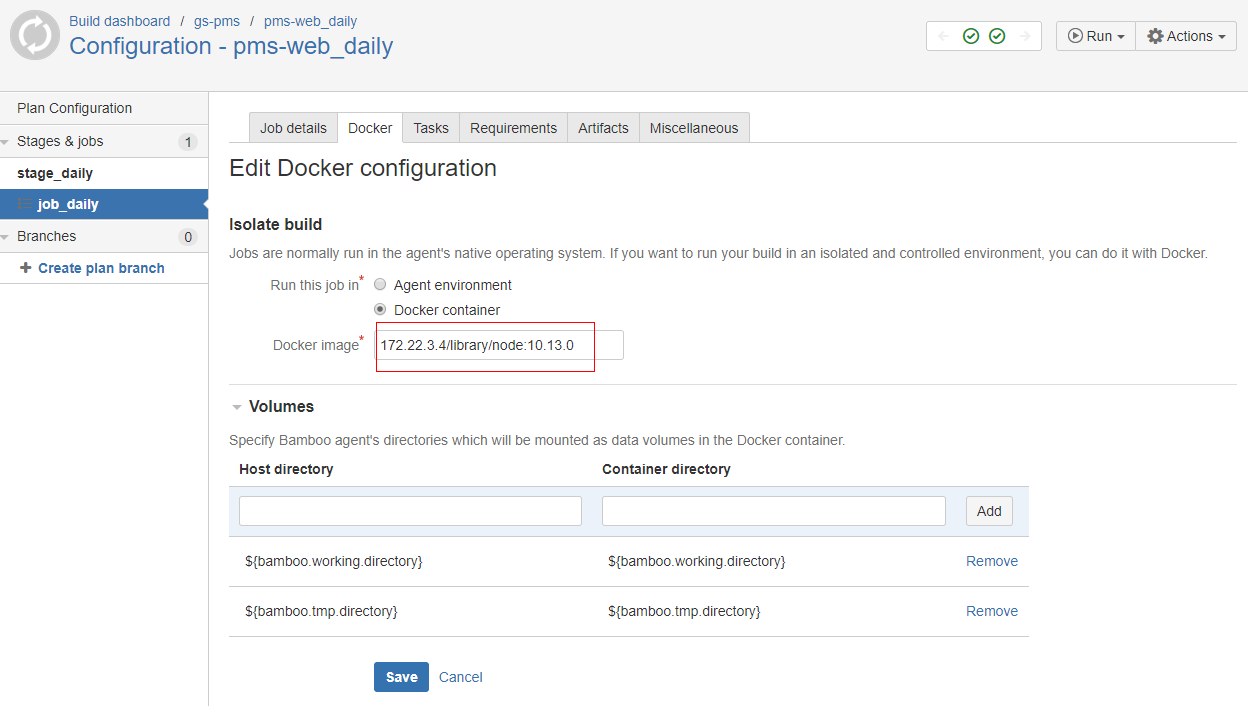 Build dashboard / gs-pms / pms-web_daily
Configuration - pms-web_daily
Run
Actions
Plan Configuration
Stages & jobs 1
stage_daily
job_daily
Branches 0
Create plan branch
Job details Docker Tasks Requirements Artifacts Miscellaneous
Edit Docker configuration
Isolate build
Jobs are normally run in the agent's native operating system. If you want to run your build in an isolated and controlled environment, you can do it with Docker.
Run this job in* Agent environment
Docker container
Docker image* 172.22.3.4/library/node:10.13.0
Volumes
Specify Bamboo agent's directories which will be mounted as data volumes in the Docker container.
Host directory Container directory
Add
${bamboo.working.directory} ${bamboo.working.directory} Remove
${bamboo.tmp.directory} ${bamboo.tmp.directory} Remove
Save Cancel